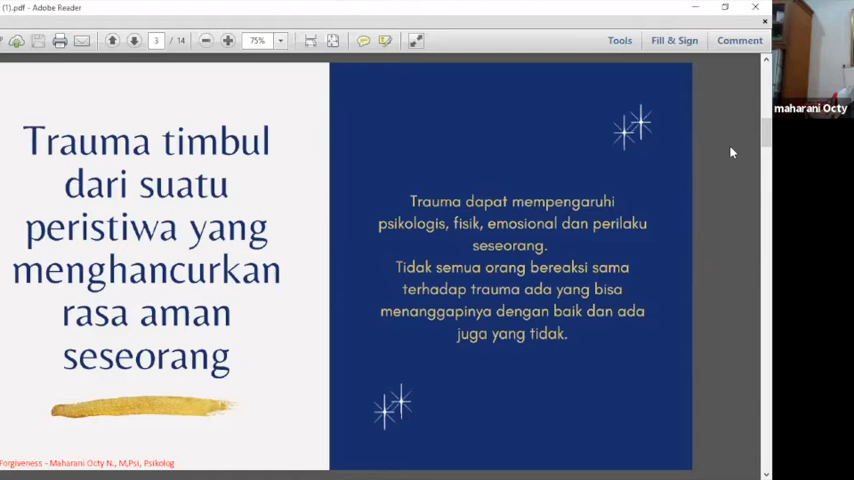 (1).pdf - Adobe Reader
3 / 14
75%
Tools
Fill & Sign
Comment
Trauma timbul
dari suatu
peristiwa yang
menghancurkan
rasa aman
seseorang
Trauma dapat mempengaruhi
psikologis, fisik, emosional dan perilaku
seseorang.
Tidak semua orang bereaksi sama
terhadap trauma ada yang bisa
menanggapinya dengan baik dan ada
juga yang tidak.
Forgiveness - Maharani Octy N., M,Psi, Psikolog
maharani Octy